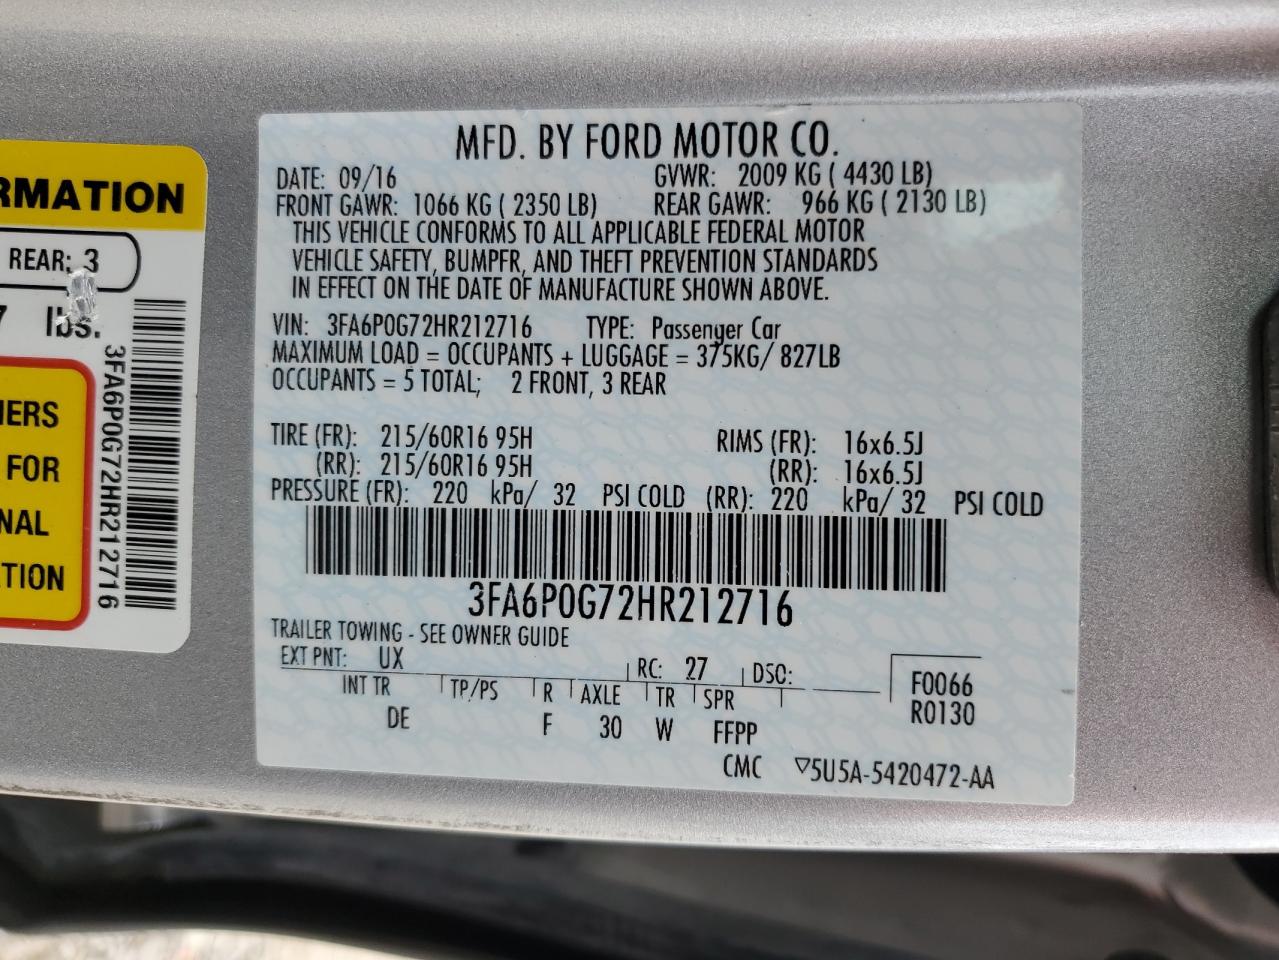 RMATION
REAR: 3
7 lbs.
IERS
FOR
NAL
TION
3FA6P0G72HR212716
MFD. BY FORD MOTOR CO.
DATE: 09/16 GVWR: 2009 KG ( 4430 LB)
FRONT GAWR: 1066 KG ( 2350 LB) REAR GAWR: 966 KG ( 2130 LB)
THIS VEHICLE CONFORMS TO ALL APPLICABLE FEDERAL MOTOR
VEHICLE SAFETY, BUMPFR, AND THEFT PREVENTION STANDARDS
IN EFFECT ON THE DATE OF MANUFACTURE SHOWN ABOVE.
VIN: 3FA6P0G72HR212716 TYPE: Passenger Car
MAXIMUM LOAD = OCCUPANTS + LUGGAGE = 375KG/ 827LB
OCCUPANTS = 5 TOTAL; 2 FRONT, 3 REAR
TIRE (FR): 215/60R16 95H RIMS (FR): 16x6.5J
(RR): 215/60R16 95H (RR): 16x6.5J
PRESSURE (FR): 220 kPa/ 32 PSI COLD (RR): 220 kPa/ 32 PSI COLD
3FA6P0G72HR212716
TRAILER TOWING - SEE OWNER GUIDE
EXT PNT: UX RC: 27 DSO:
INT TR TP/PS R AXLE TR SPR F0066
DE F 30 W FFPP R0130
CMC ▽5U5A-5420472-AA